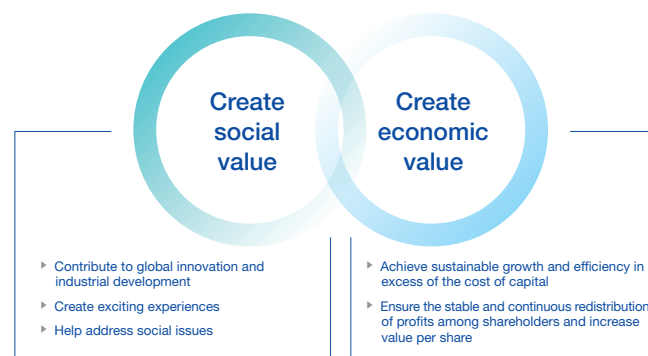 Create
social
value
Create
economic
value
Contribute to global innovation and
industrial development
Create exciting experiences
Help address social issues
Achieve sustainable growth and efficiency in
excess of the cost of capital
Ensure the stable and continuous redistribution
of profits among shareholders and increase
value per share